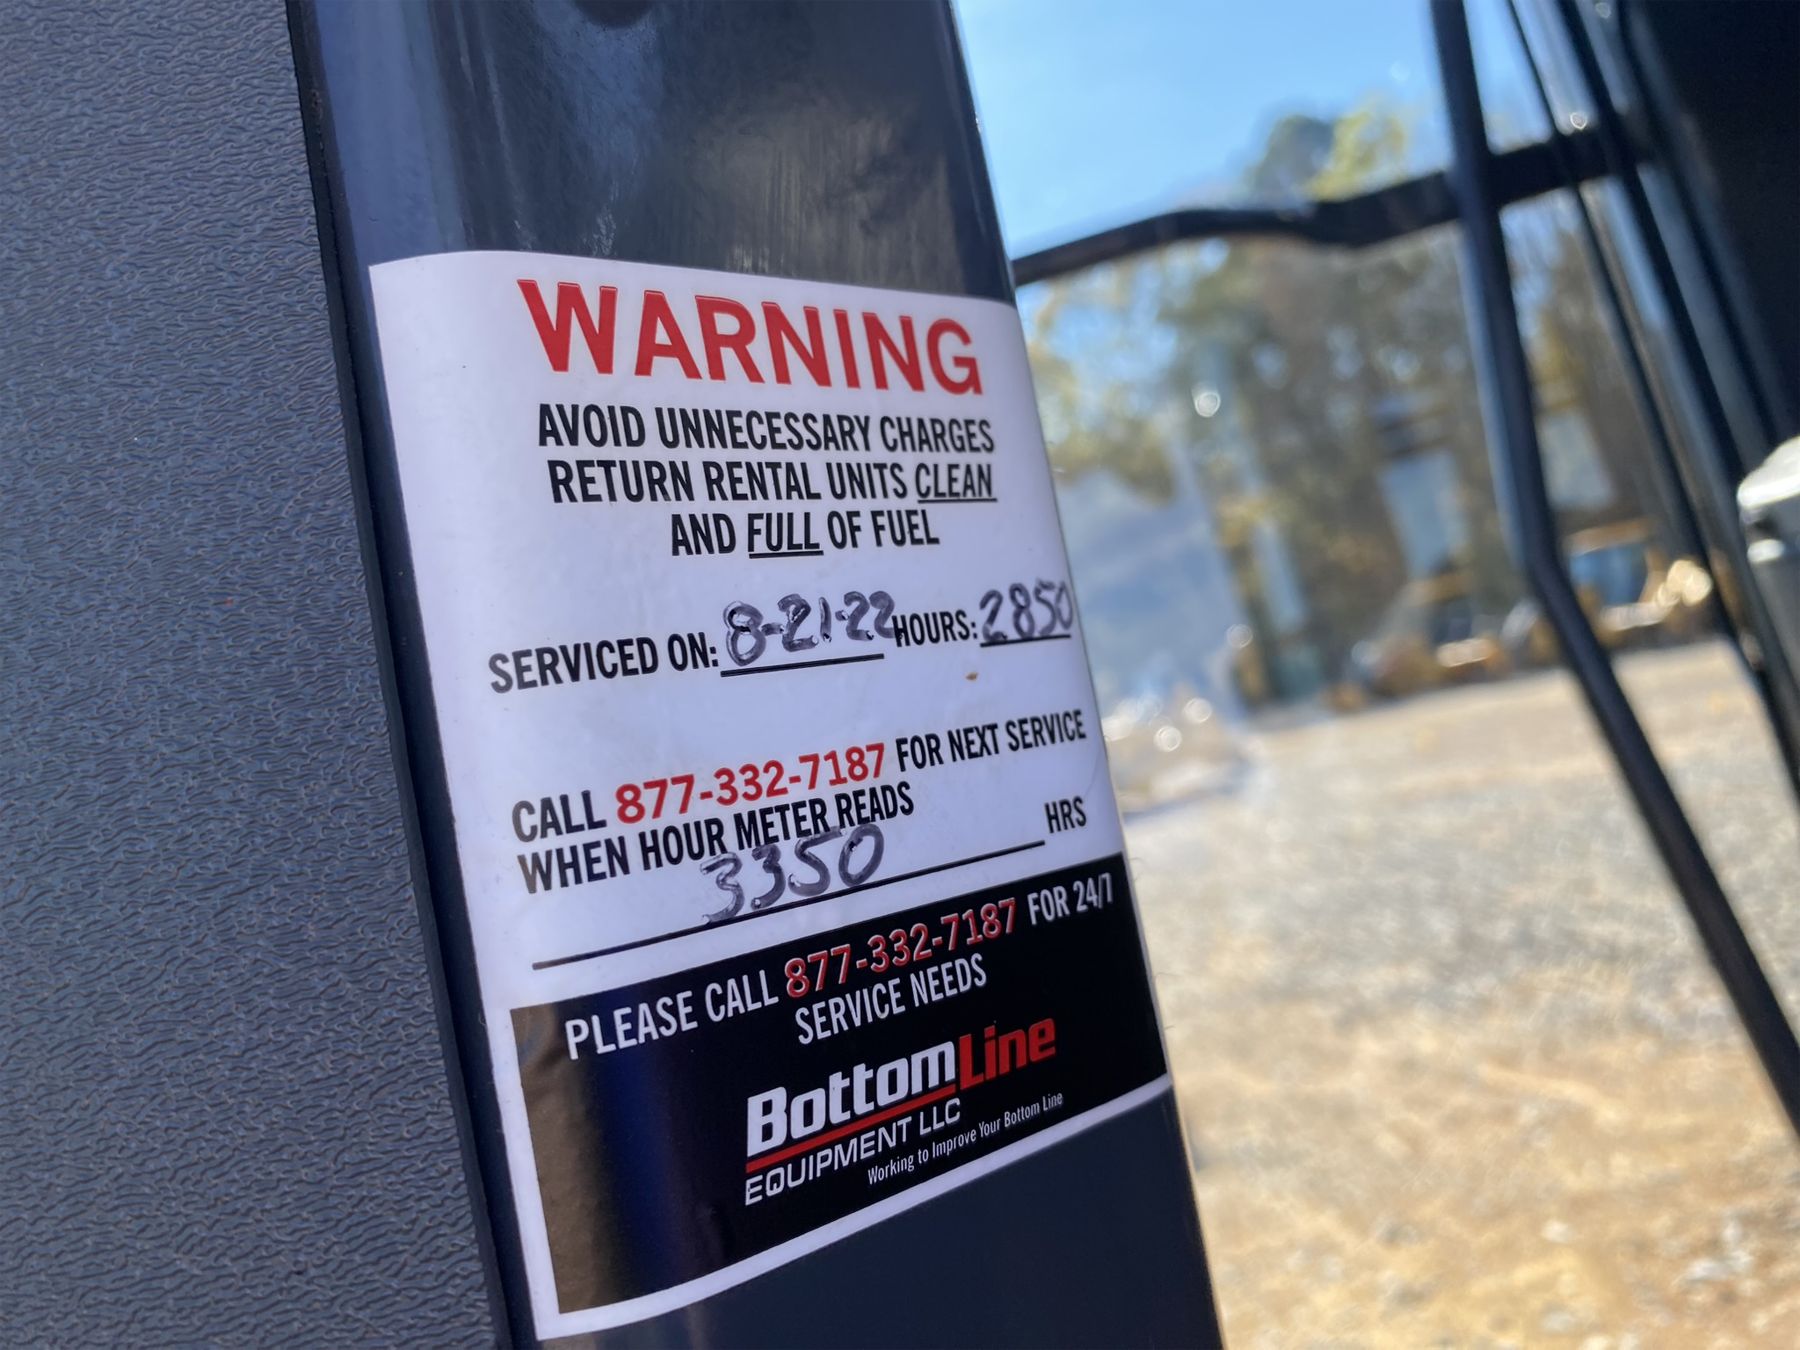 WARNING
AVOID UNNECESSARY CHARGES
RETURN RENTAL UNITS CLEAN
AND FULL OF FUEL
SERVICED ON: 8-21-22 HOURS: 2850
CALL 877-332-7187 FOR NEXT SERVICE
WHEN HOUR METER READS
3350 HRS
PLEASE CALL 877-332-7187 FOR 24/7
SERVICE NEEDS
BottomLine
EQUIPMENT LLC
Working to Improve Your Bottom Line